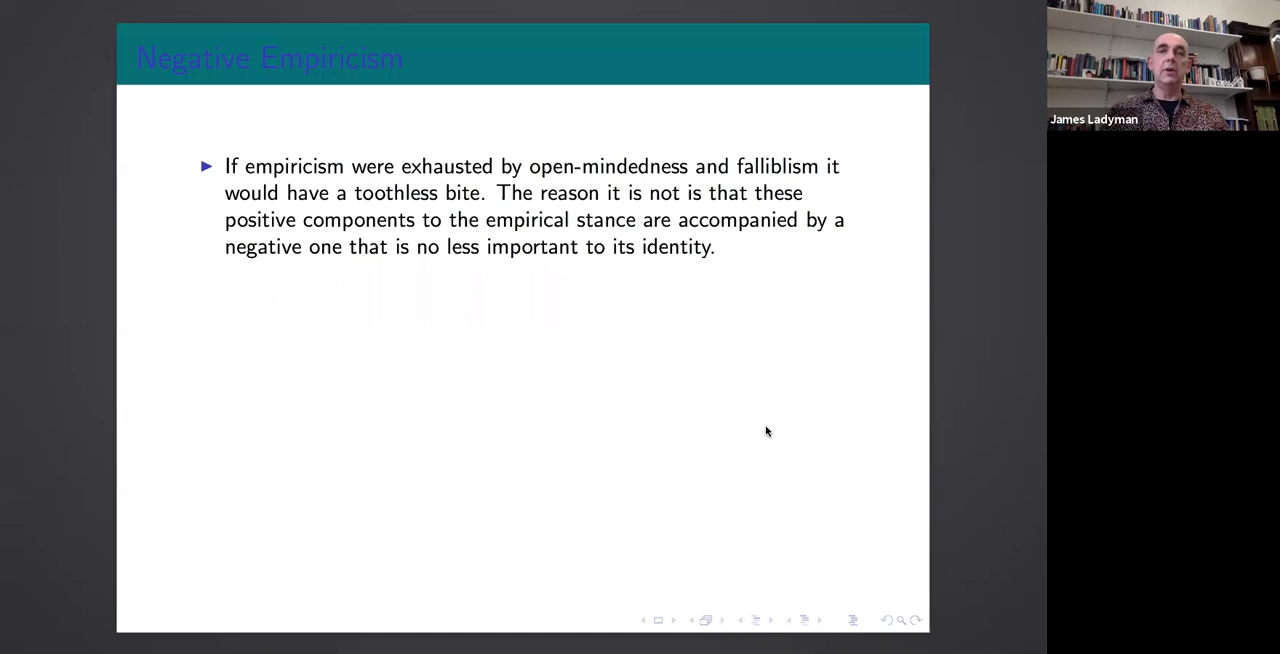 Negative Empiricism
If empiricism were exhausted by open-mindedness and falliblism it
would have a toothless bite. The reason it is not is that these
positive components to the empirical stance are accompanied by a
negative one that is no less important to its identity.
James Ladyman